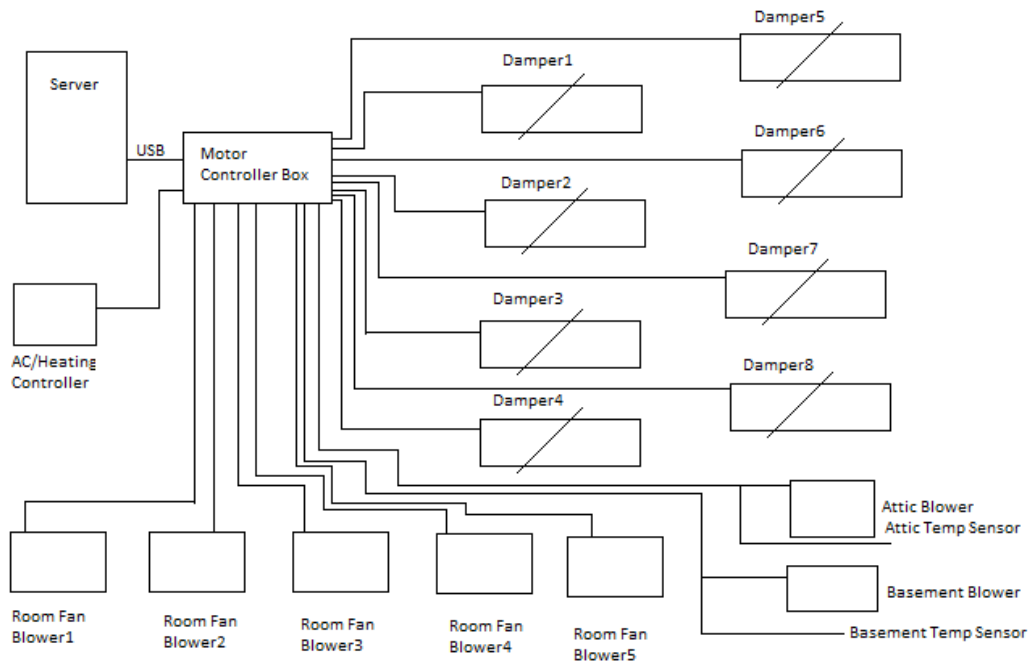 Damper5
Damper1
Server
Damper6
USB
Motor
Controller Box
Damper2
Damper7
Damper3
AC/Heating
Controller
Damper8
Damper4
Attic Blower
Attic Temp Sensor
Basement Blower
Room Fan
Blower1
Room Fan
Blower2
Room Fan
Blower3
Room Fan
Blower4
Room Fan
Blower5
Basement Temp Sensor